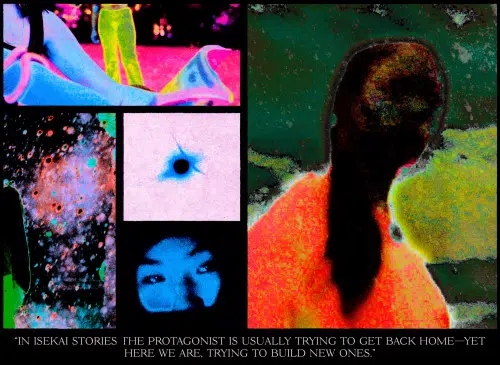 "IN ISEKAI STORIES THE PROTAGONIST IS USUALLY TRYING TO GET BACK HOME—YET
HERE WE ARE, TRYING TO BUILD NEW ONES."